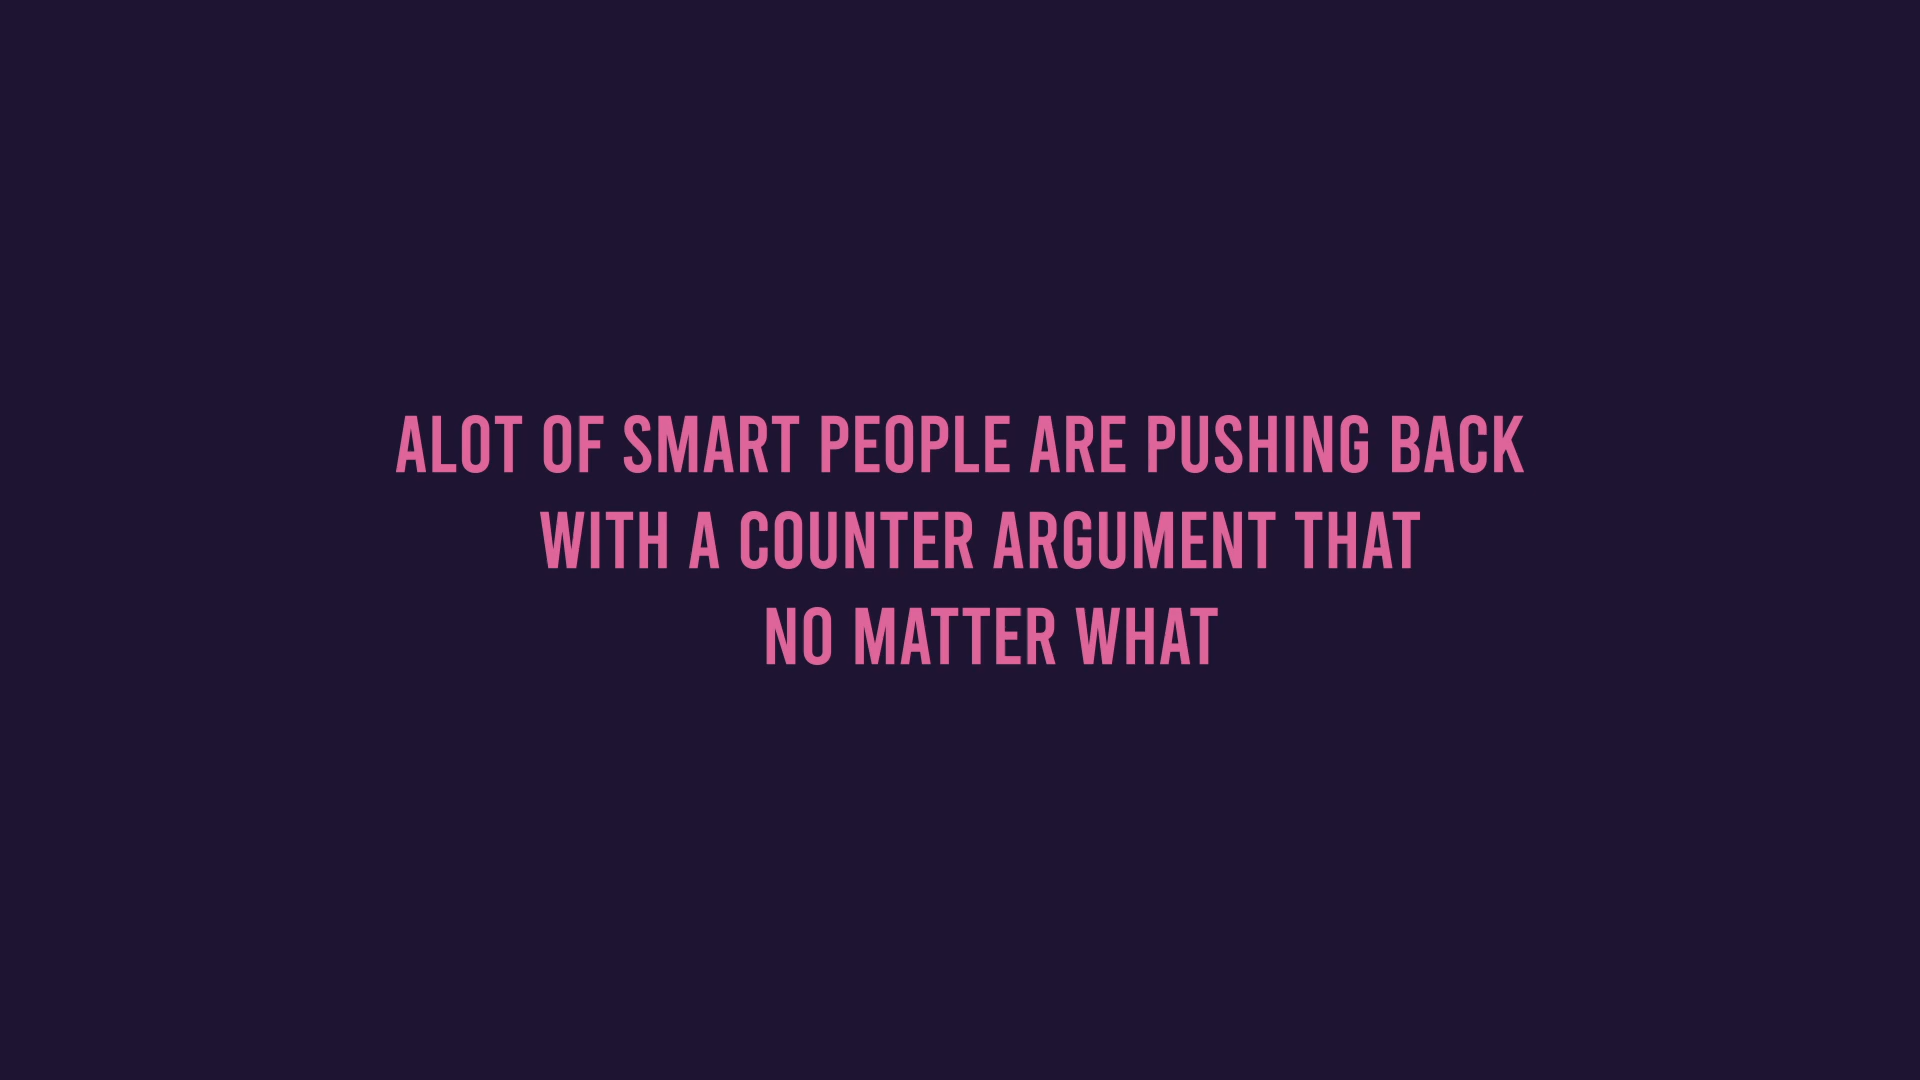 ALOT OF SMART PEOPLE ARE PUSHING BACK
WITH A COUNTER ARGUMENT THAT
NO MATTER WHAT